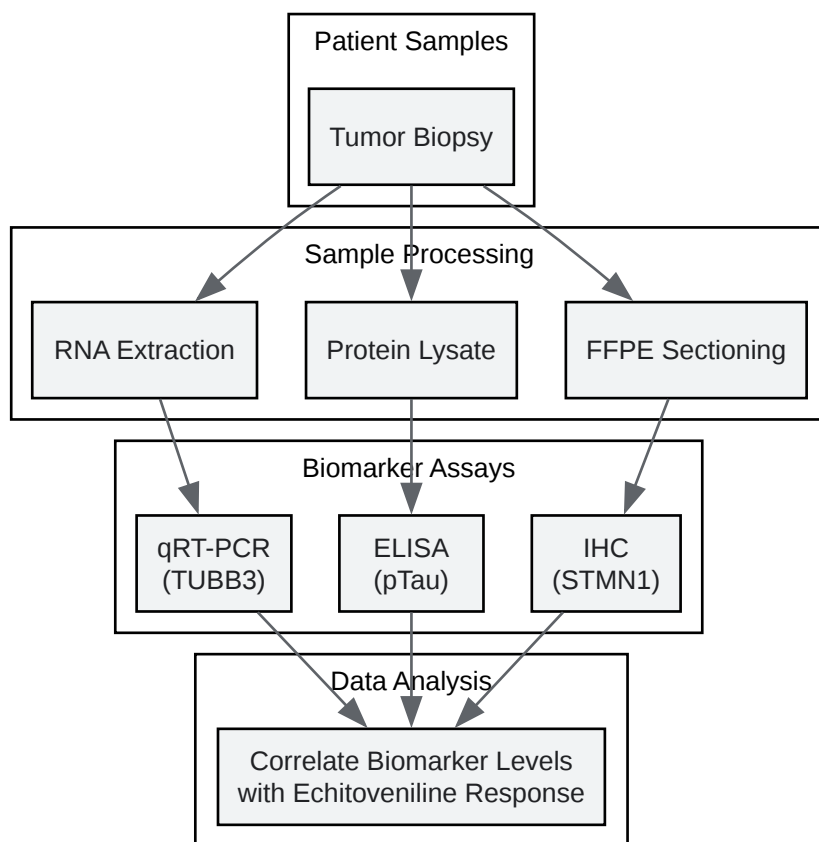 Patient Samples
Tumor Biopsy
Sample Processing
RNA Extraction
Protein Lysate
FFPE Sectioning
Biomarker Assays
qRT-PCR
(TUBB3)
ELISA
(pTau)
IHC
(STMN1)
Data Analysis
Correlate Biomarker Levels
with Echitoveniline Response